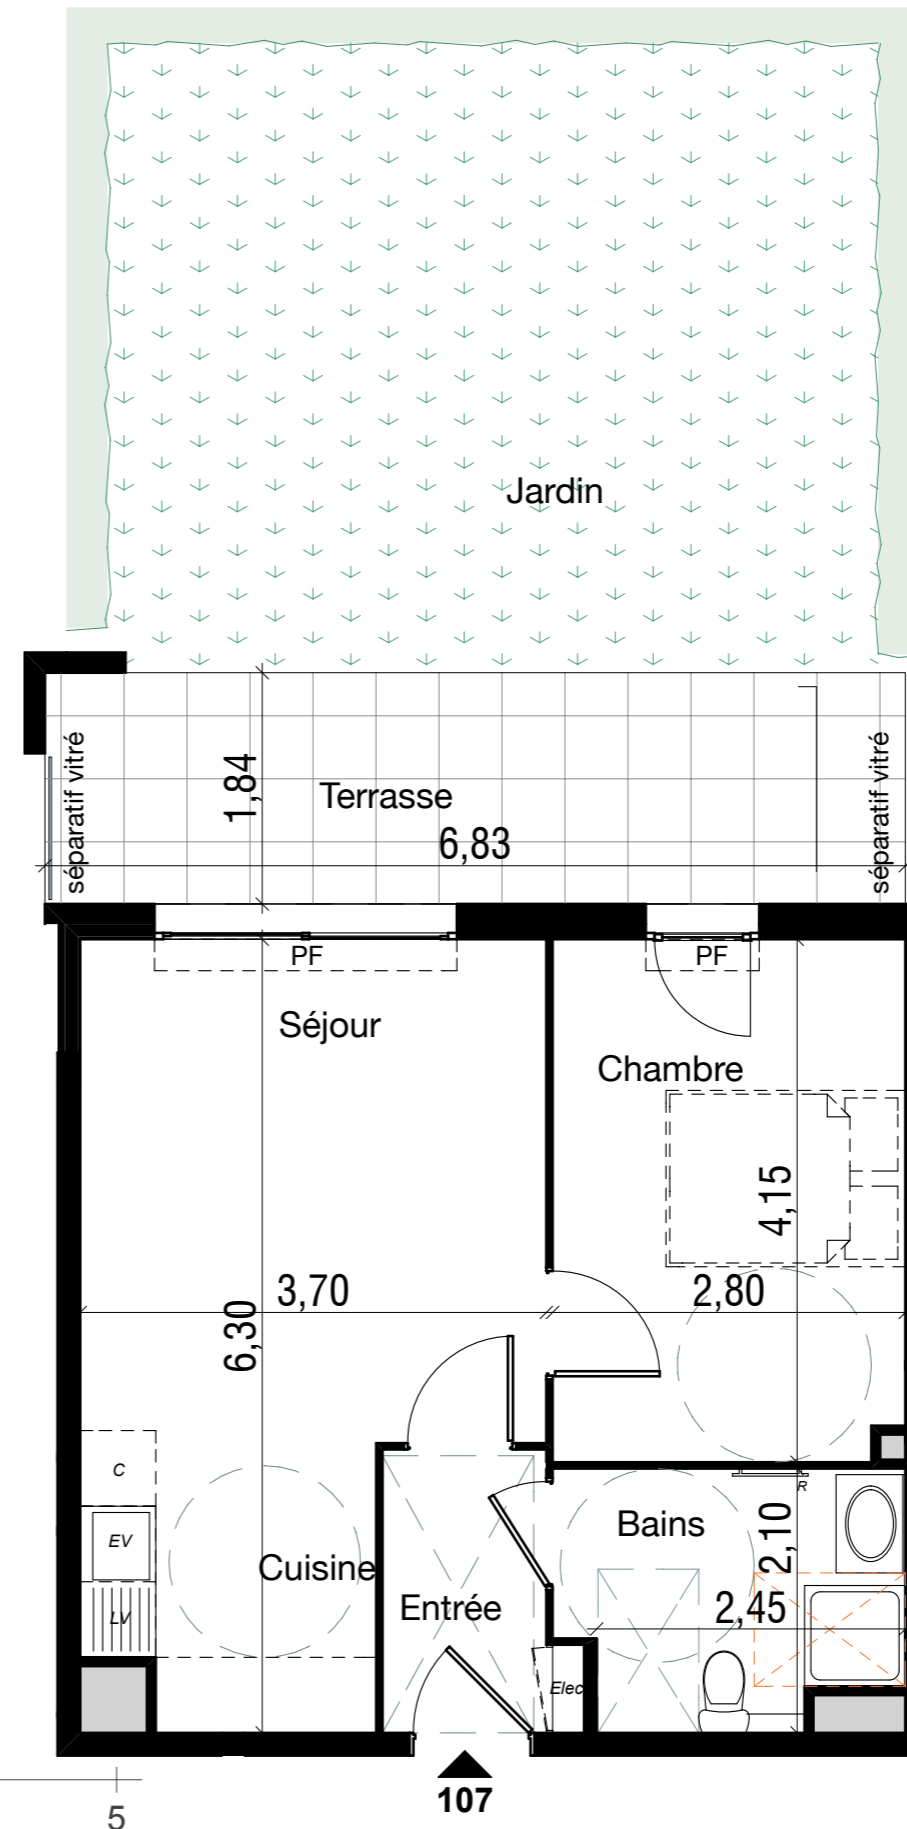 Jardin
séparatif vitré
1,84
Terrasse
6,83
séparatif vitré
PF
PF
Séjour
Chambre
4,15
3,70
2,80
6,30
C
R
EV
Bains
2,10
Cuisine
LV
Entrée
2,45
Elec
107
5